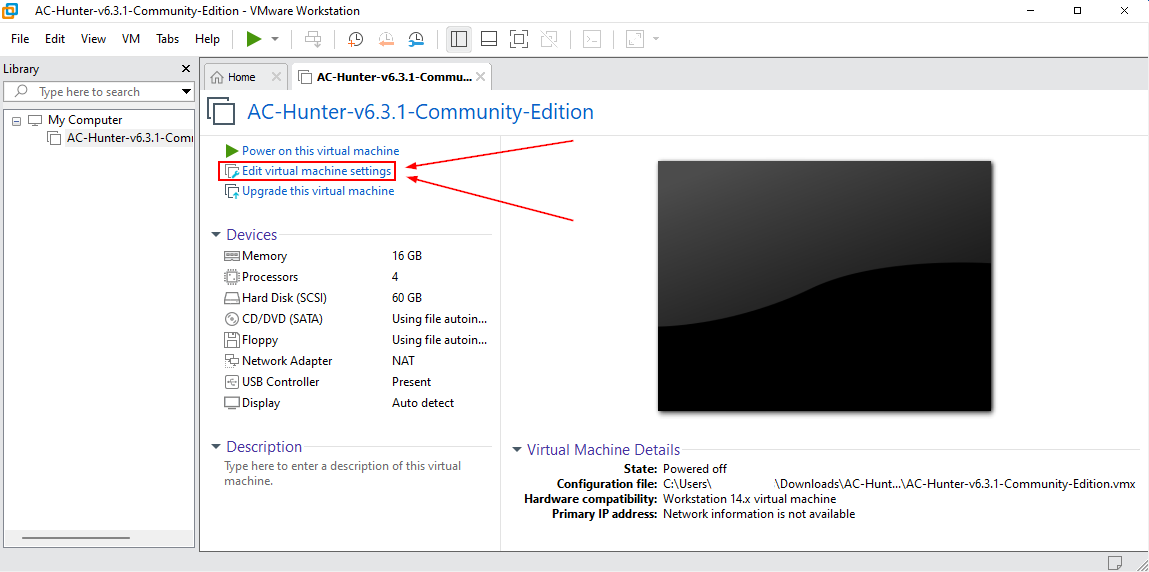 AC-Hunter-v6.3.1-Community-Edition - VMware Workstation
File Edit View VM Tabs Help
Library
Type here to search
My Computer
AC-Hunter-v6.3.1-Com
Home
AC-Hunter-v6.3.1-Commu...
AC-Hunter-v6.3.1-Community-Edition
Power on this virtual machine
Edit virtual machine settings
Upgrade this virtual machine
Devices
Memory 16 GB
Processors 4
Hard Disk (SCSI) 60 GB
CD/DVD (SATA) Using file autoin...
Floppy Using file autoin...
Network Adapter NAT
USB Controller Present
Display Auto detect
Description
Type here to enter a description of this virtual
machine.
Virtual Machine Details
State: Powered off
Configuration file: C:\Users\ \Downloads\AC-Hunt...\AC-Hunter-v6.3.1-Community-Edition.vmx
Hardware compatibility: Workstation 14.x virtual machine
Primary IP address: Network information is not available